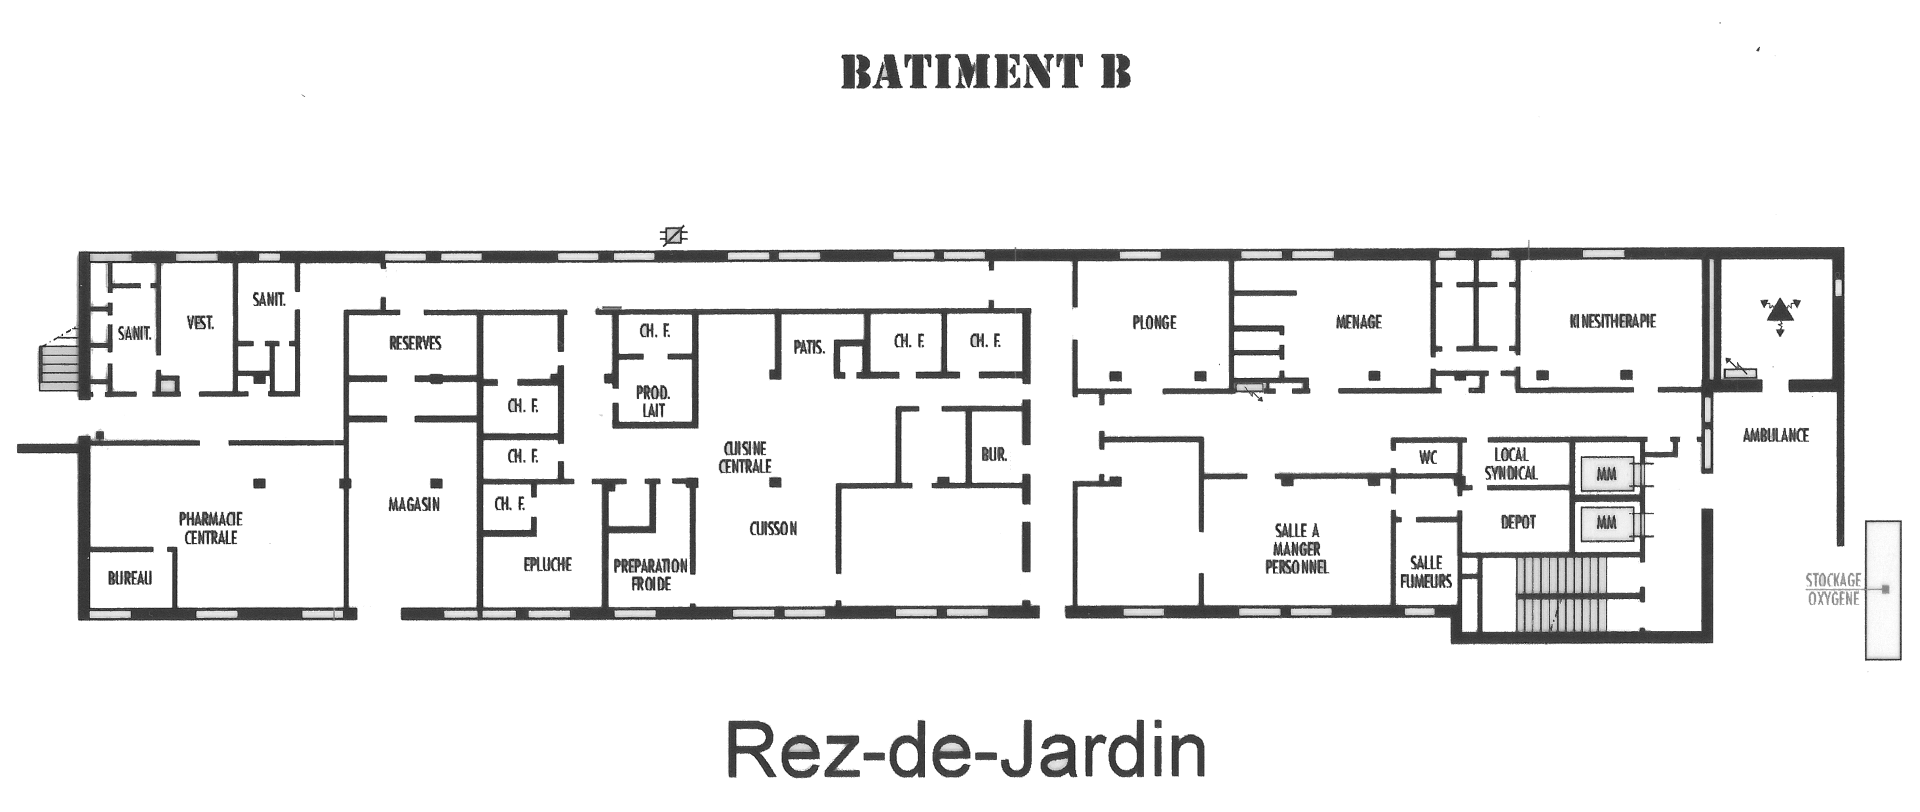 BATIMENT B
SANIT.
VEST.
SANIT.
RESERVES
CH. F.
PROD.
LAIT
PATIS.
CH. F.
CH. F.
PLONGE
MENAGE
KINESITHERAPIE
AMBULANCE
CH. F.
CH. F.
CH. F.
MAGASIN
PHARMACIE
CENTRALE
BUREAU
EPLUCHE
PREPARATION
FROIDE
CUISINE
CENTRALE
CUISSON
BUR.
WC
LOCAL
SYNDICAL
MM
MM
DEPOT
SALLE A
MANGER
PERSONNEL
SALLE
FUMEURS
STOCKAGE
OXYGENE
Rez-de-Jardin